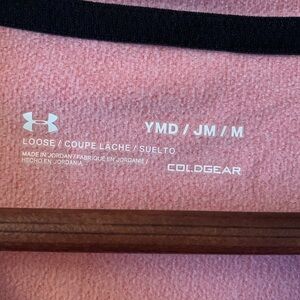 YMD / JM / M
LOOSE / COUPE LACHE / SUELTO
MADE IN JORDAN / FABRIQUÉ EN JORDANIE /
HECHO EN JORDANIA
COLDGEAR